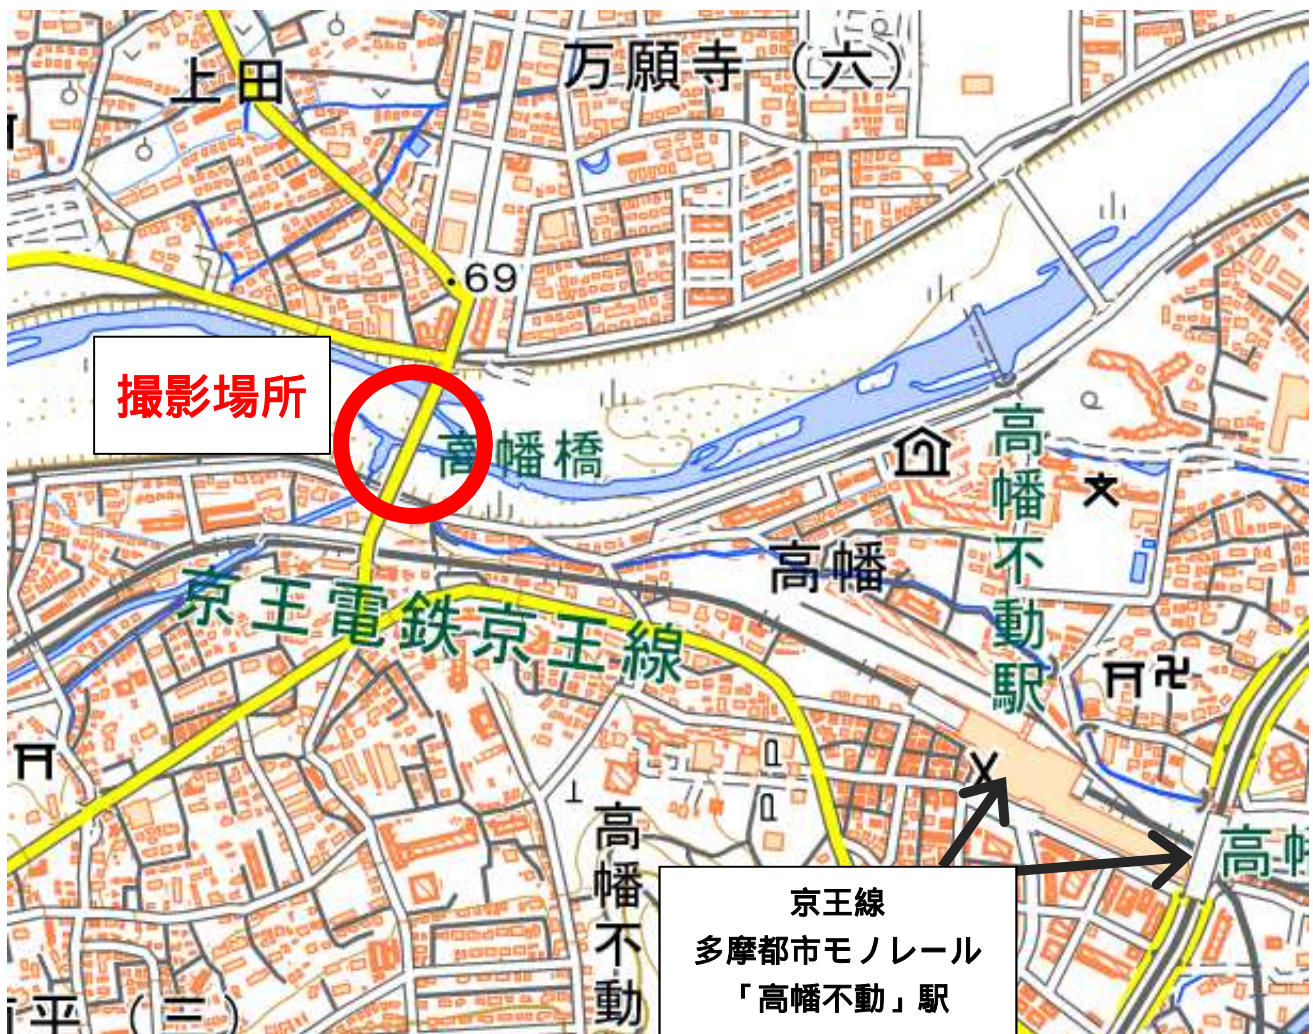 万願寺（六）
上田
69
撮影場所
高幡橋
高幡不動駅
高幡
京王電鉄京王線
高幡不動
京王線
多摩都市モノレール
「高幡不動」駅
平（三）